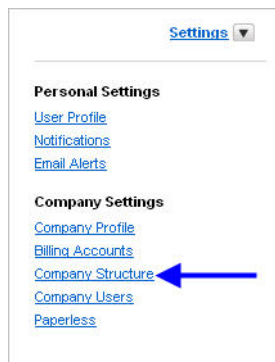 Settings
Personal Settings
User Profile
Notifications
Email Alerts
Company Settings
Company Profile
Billing Accounts
Company Structure
Company Users
Paperless